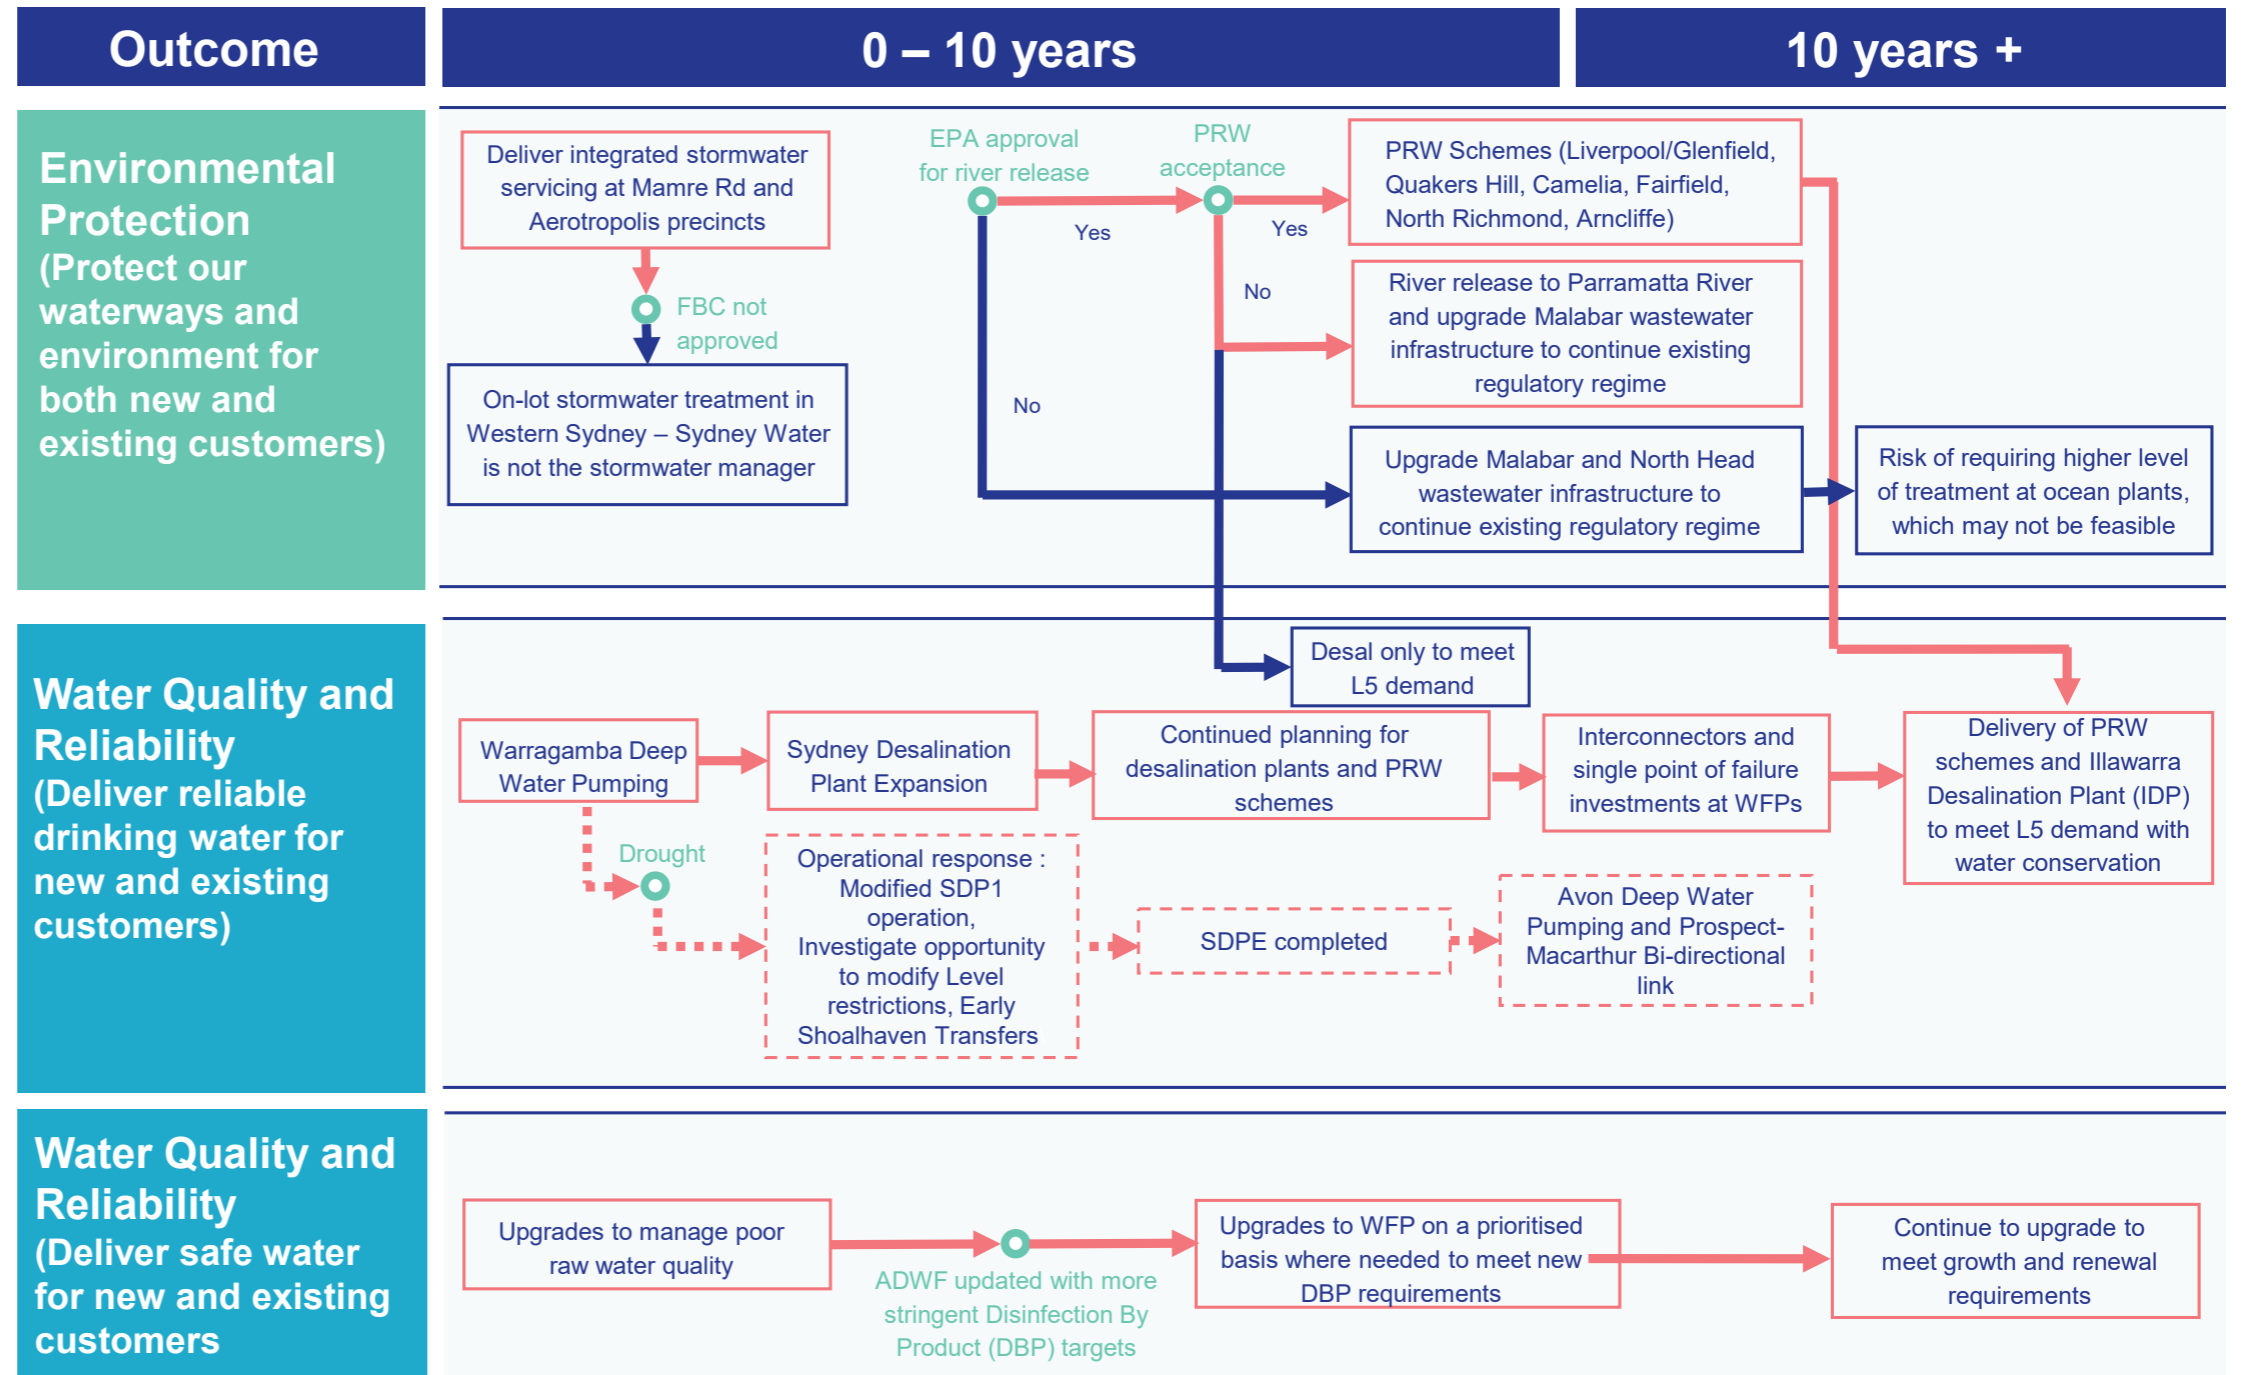 Outcome
0 – 10 years
10 years +
Environmental
Protection
(Protect our
waterways and
environment for
both new and
existing customers)
Deliver integrated stormwater
servicing at Mamre Rd and
Aerotropolis precincts
FBC not
approved
On-lot stormwater treatment in
Western Sydney – Sydney Water
is not the stormwater manager
EPA approval
for river release
Yes
No
PRW
acceptance
Yes
No
PRW Schemes (Liverpool/Glenfield,
Quakers Hill, Camelia, Fairfield,
North Richmond, Arncliffe)
River release to Parramatta River
and upgrade Malabar wastewater
infrastructure to continue existing
regulatory regime
Upgrade Malabar and North Head
wastewater infrastructure to
continue existing regulatory regime
Risk of requiring higher level
of treatment at ocean plants,
which may not be feasible
Water Quality and
Reliability
(Deliver reliable
drinking water for
new and existing
customers)
Desal only to meet
L5 demand
Warragamba Deep
Water Pumping
Sydney Desalination
Plant Expansion
Continued planning for
desalination plants and PRW
schemes
Interconnectors and
single point of failure
investments at WFPs
Delivery of PRW
schemes and Illawarra
Desalination Plant (IDP)
to meet L5 demand with
water conservation
Drought
Operational response :
Modified SDP1
operation,
Investigate opportunity
to modify Level
restrictions, Early
Shoalhaven Transfers
SDPE completed
Avon Deep Water
Pumping and Prospect-
Macarthur Bi-directional
link
Water Quality and
Reliability
(Deliver safe water
for new and existing
customers
Upgrades to manage poor
raw water quality
ADWF updated with more
stringent Disinfection By
Product (DBP) targets
Upgrades to WFP on a prioritised
basis where needed to meet new
DBP requirements
Continue to upgrade to
meet growth and renewal
requirements